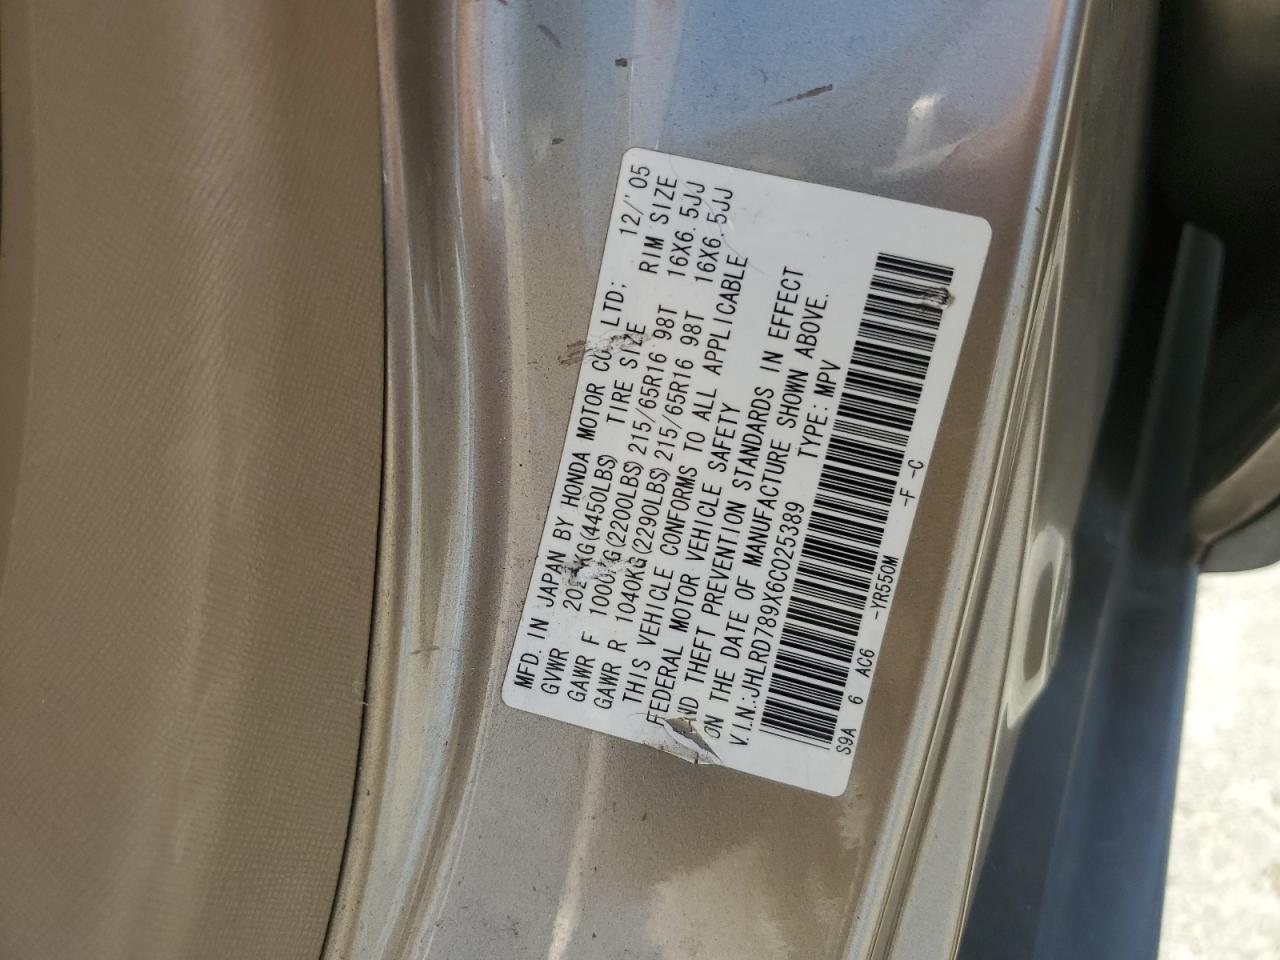 MFD. IN JAPAN BY HONDA MOTOR CO., LTD; 12/'05
GVWR KG(4450LBS) TIRE SIZE RIM SIZE
GAWR F 1000KG(2200LBS) 215/65R16 98T 16X6.5JJ
GAWR R 1040KG(2290LBS) 215/65R16 98T 16X6.5JJ
THIS VEHICLE CONFORMS TO ALL APPLICABLE
FEDERAL MOTOR VEHICLE SAFETY
AND THEFT PREVENTION STANDARDS IN EFFECT
ON THE DATE OF MANUFACTURE SHOWN ABOVE.
V.I.N.:JHLRD789X6C025389 TYPE: MPV
S9A 6 AC6 -YR550M -F -C